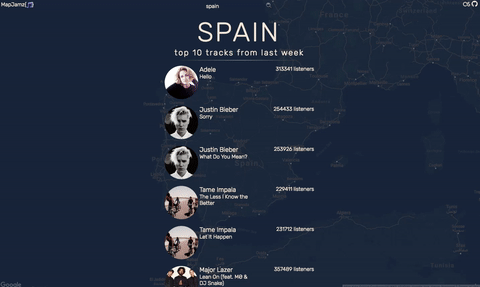 MapJamz
spain
SPAIN
top 10 tracks from last week
Adele
Hello
313341 listeners
Justin Bieber
Sorry
254433 listeners
Justin Bieber
What Do You Mean?
253926 listeners
Tame Impala
The Less I Know the
Better
229411 listeners
Tame Impala
Let It Happen
231712 listeners
Major Lazer
Lean On (feat. MØ &
DJ Snake)
357489 listeners
Google